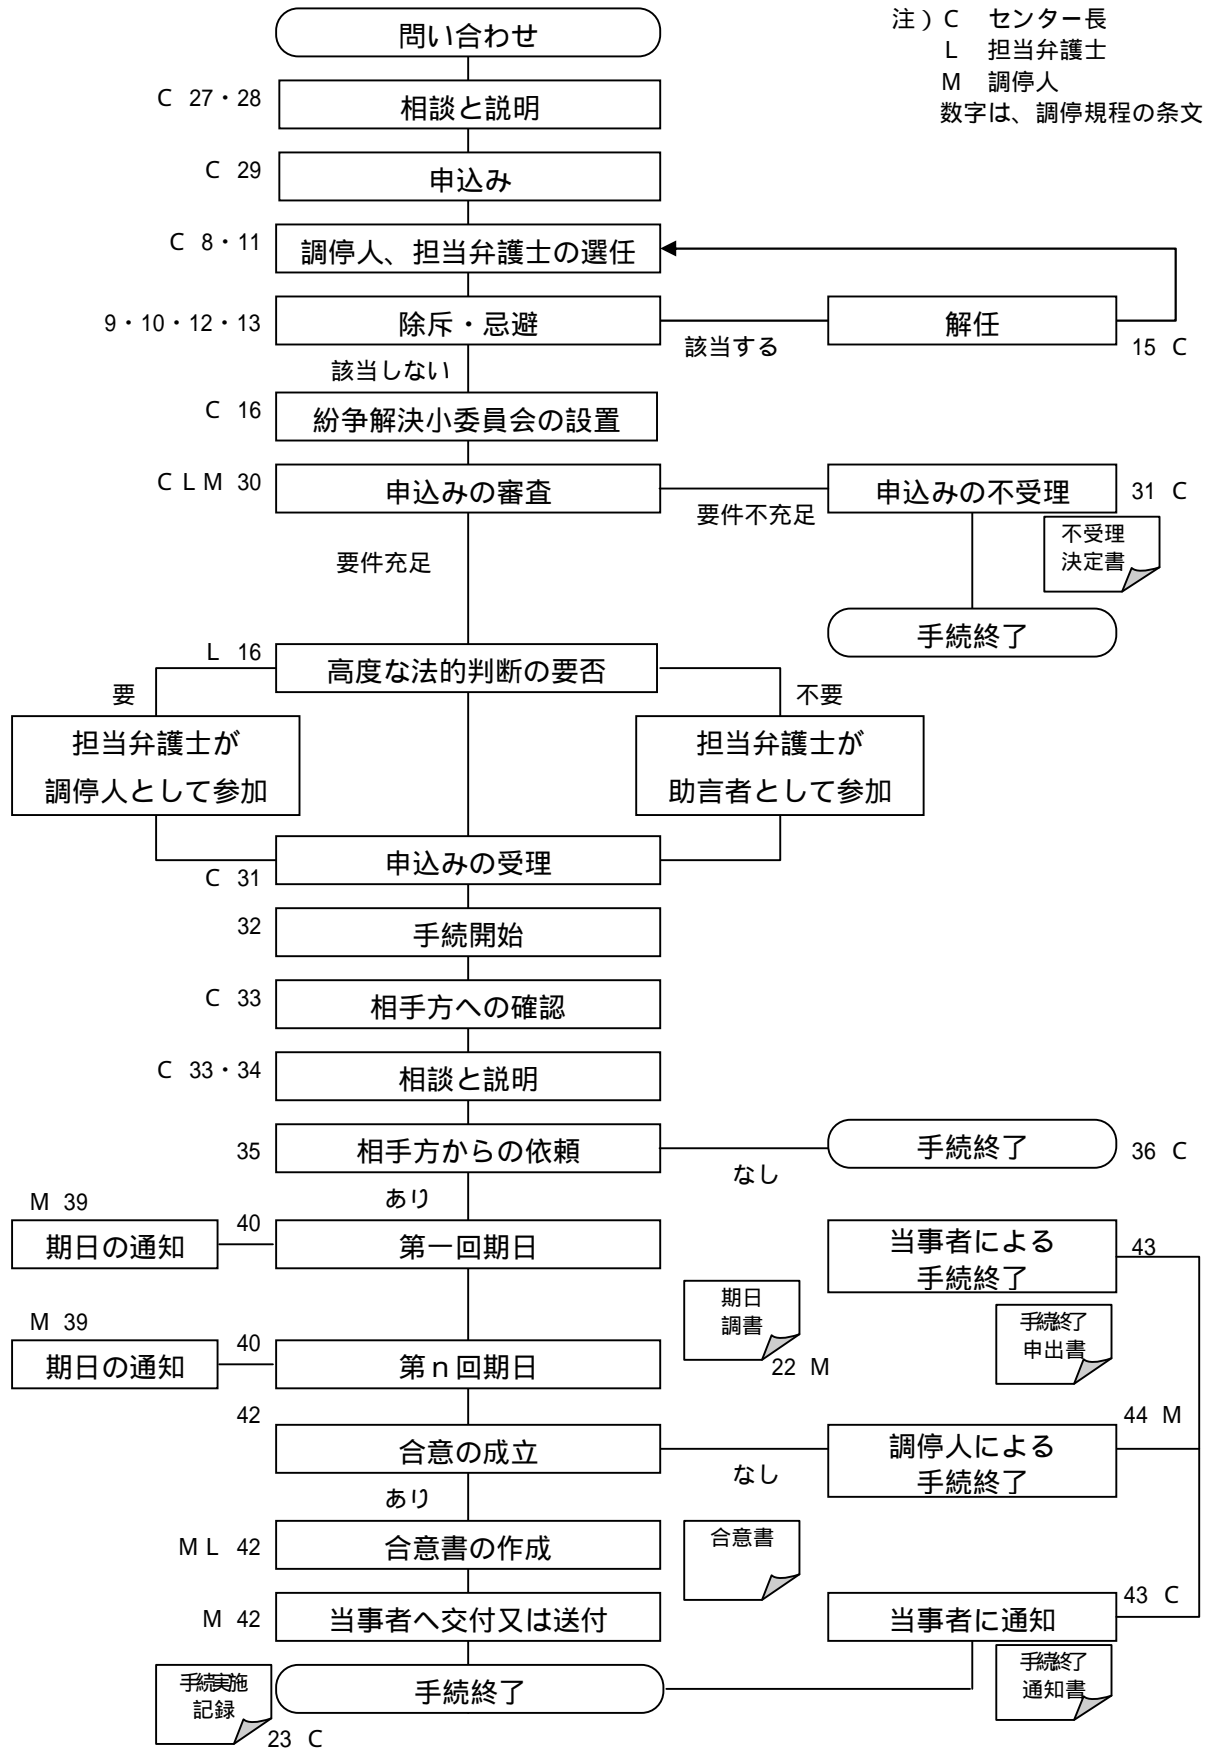 問い合わせ
注）C　センター長
L　担当弁護士
M　調停人
数字は、調停規程の条文
C 27・28
相談と説明
C 29
申込み
C 8・11
調停人、担当弁護士の選任
9・10・12・13
除斥・忌避
該当する
解任
15 C
該当しない
C 16
紛争解決小委員会の設置
C L M 30
申込みの審査
要件不充足
申込みの不受理
31 C
不受理
決定書
要件充足
手続終了
L 16
高度な法的判断の要否
要
不要
担当弁護士が
調停人として参加
担当弁護士が
助言者として参加
申込みの受理
C 31
32
手続開始
C 33
相手方への確認
C 33・34
相談と説明
35
相手方からの依頼
なし
手続終了
36 C
あり
M 39
期日の通知
40
第一回期日
当事者による
手続終了
43
期日
調書
22 M
手続終了
申出書
M 39
期日の通知
40
第ｎ回期日
42
合意の成立
なし
調停人による
手続終了
44 M
あり
M L 42
合意書の作成
合意書
M 42
当事者へ交付又は送付
当事者に通知
43 C
手続終了
通知書
手続実施
記録
23 C
手続終了